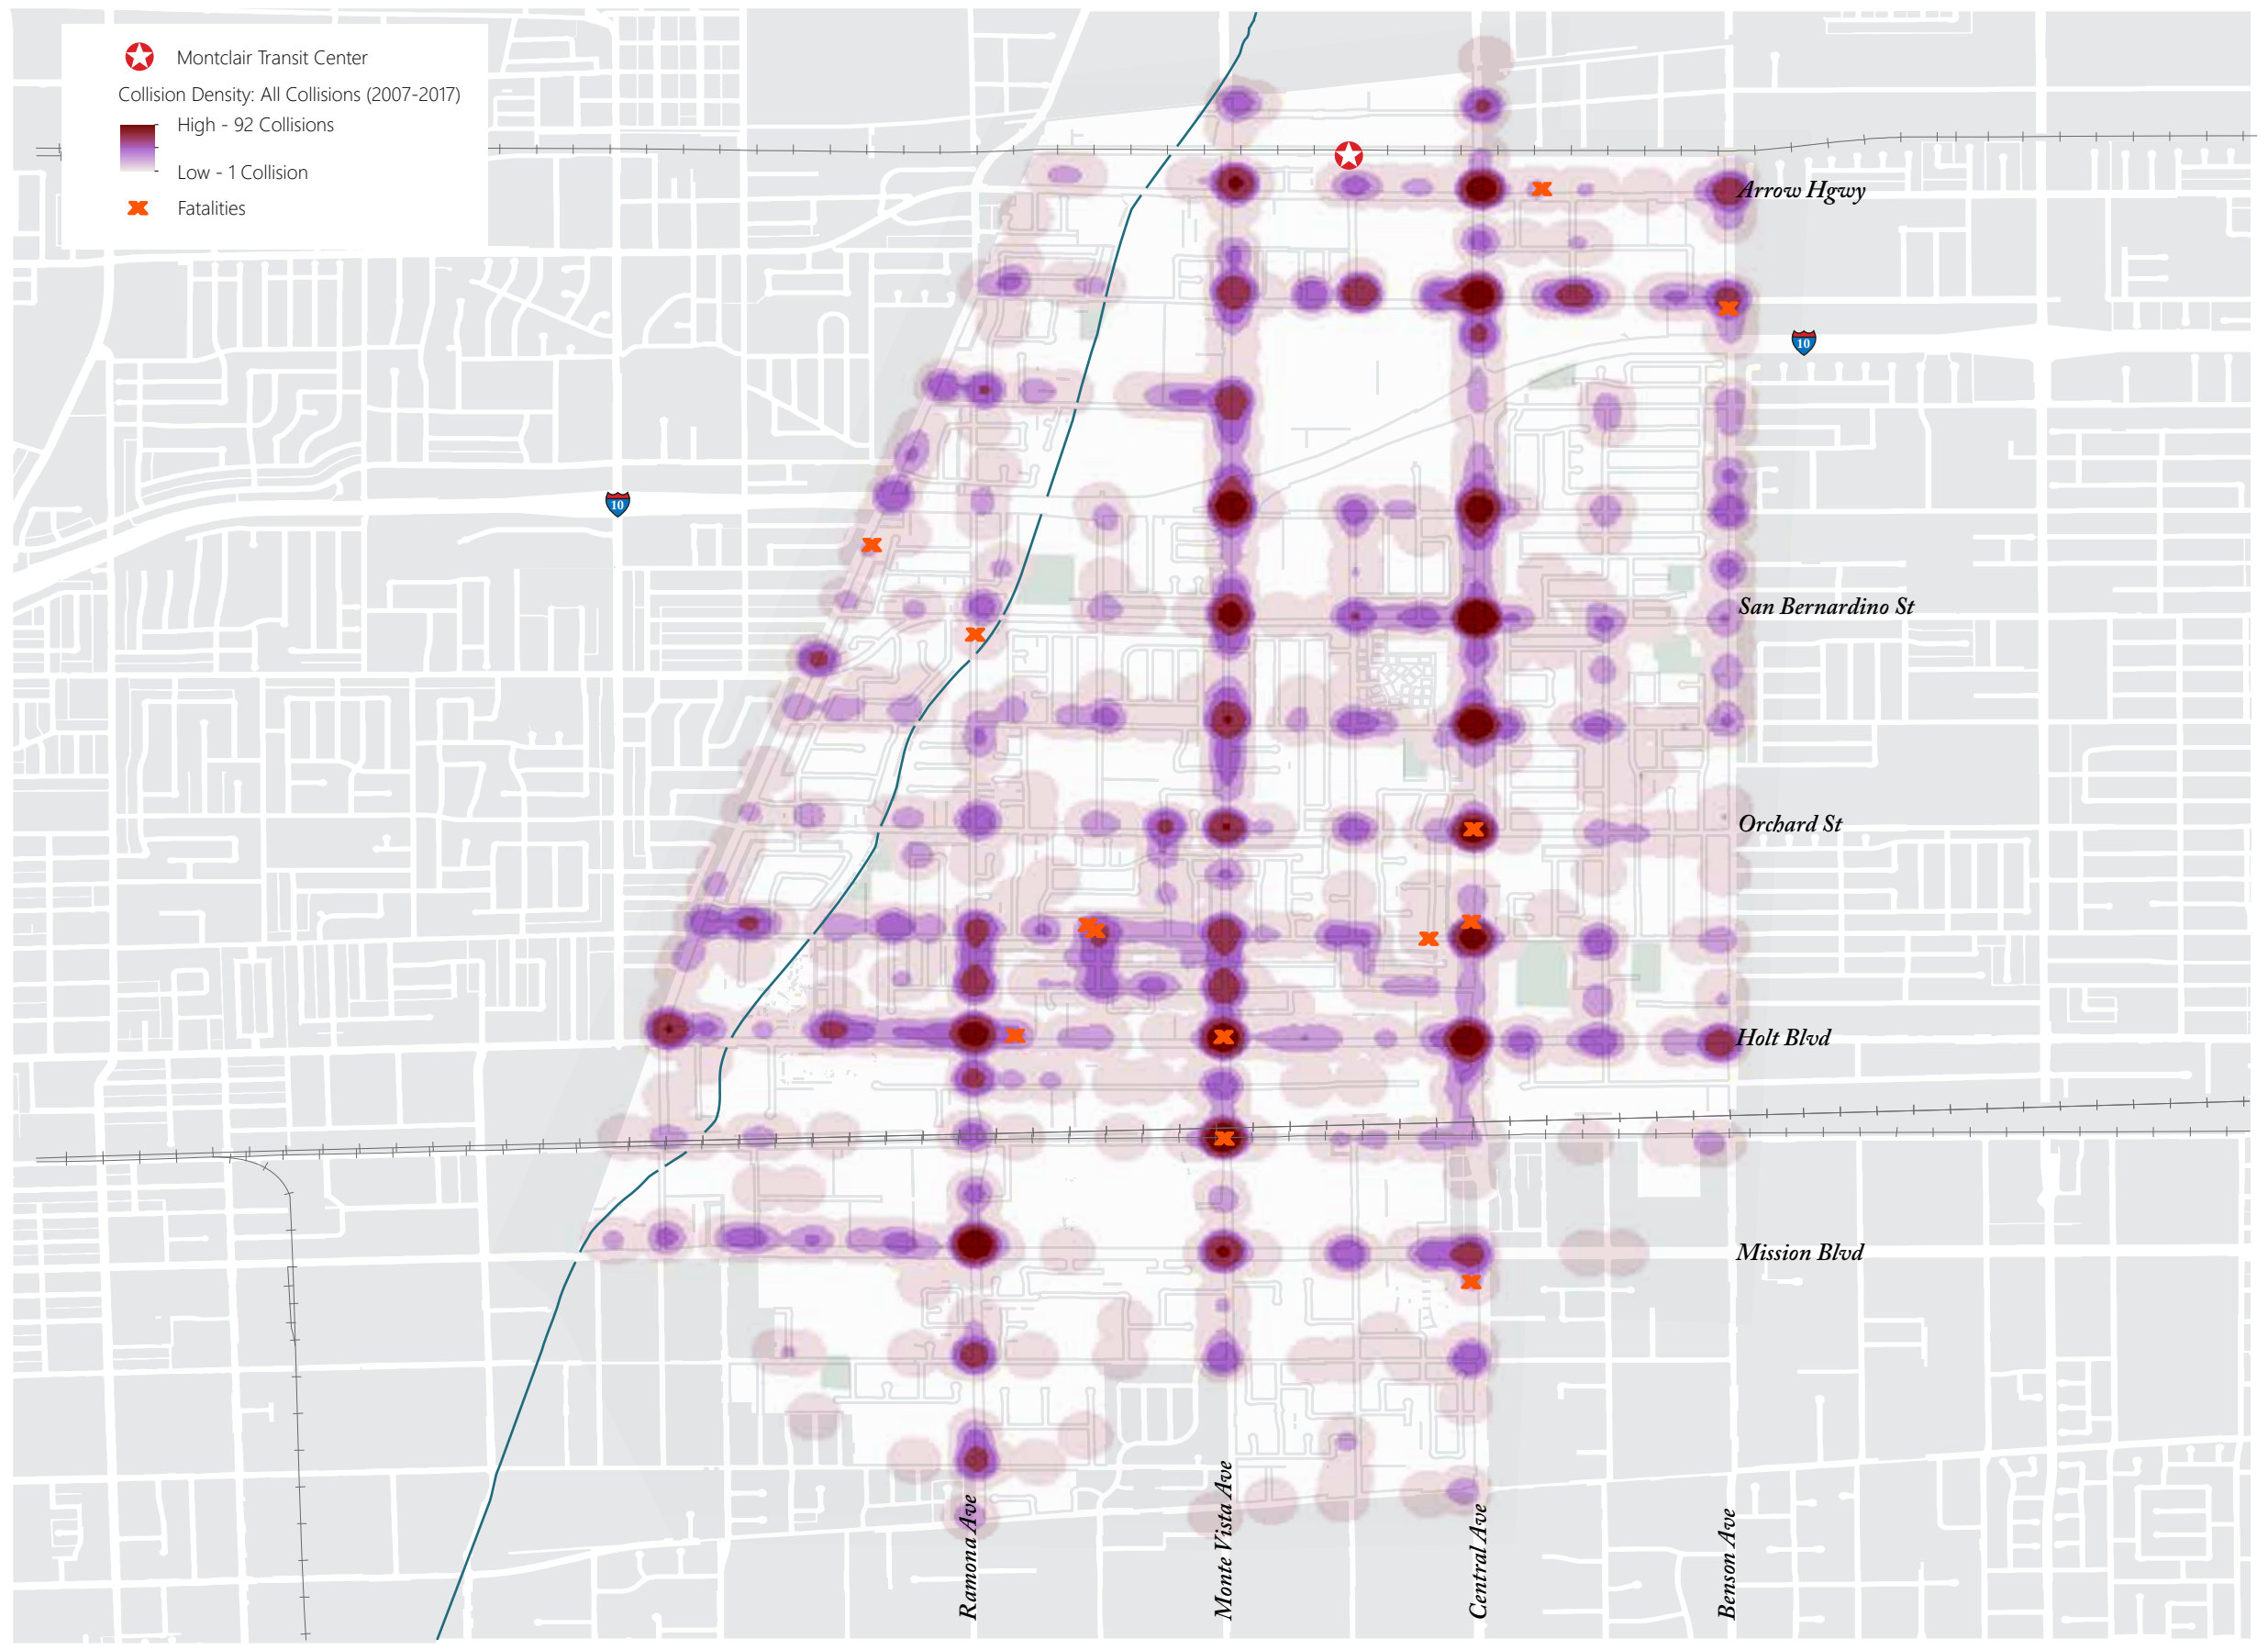 Montclair Transit Center
Collision Density: All Collisions (2007-2017)
High - 92 Collisions
Low - 1 Collision
Fatalities
Arrow Hgwy
10
10
San Bernardino St
Orchard St
Holt Blvd
Mission Blvd
Ramona Ave
Monte Vista Ave
Central Ave
Benson Ave